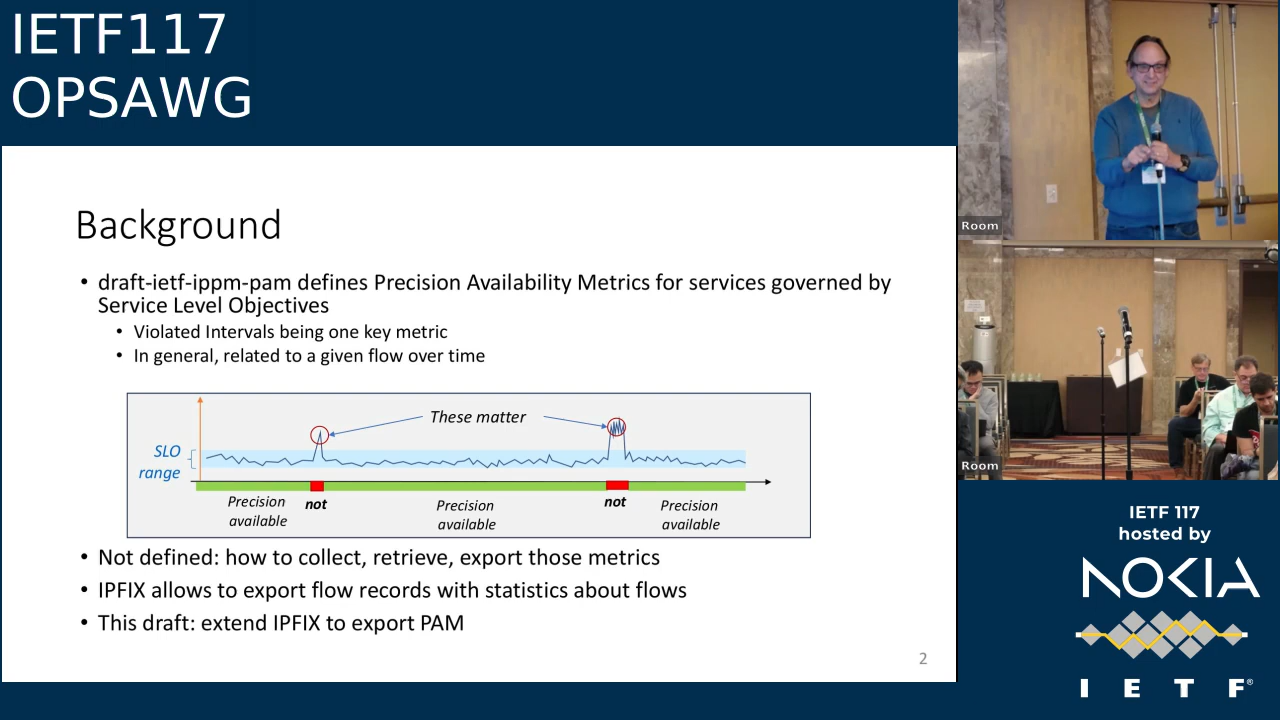 IETF117
OPSAWG
Background
• draft-ietf-ippm-pam defines Precision Availability Metrics for services governed by
Service Level Objectives
• Violated Intervals being one key metric
• In general, related to a given flow over time
These matter
SLO
range
Precision
available
not
Precision
available
not
Precision
available
• Not defined: how to collect, retrieve, export those metrics
• IPFIX allows to export flow records with statistics about flows
• This draft: extend IPFIX to export PAM
2
Room
Room
IETF 117
hosted by
NOKIA
I E T F®